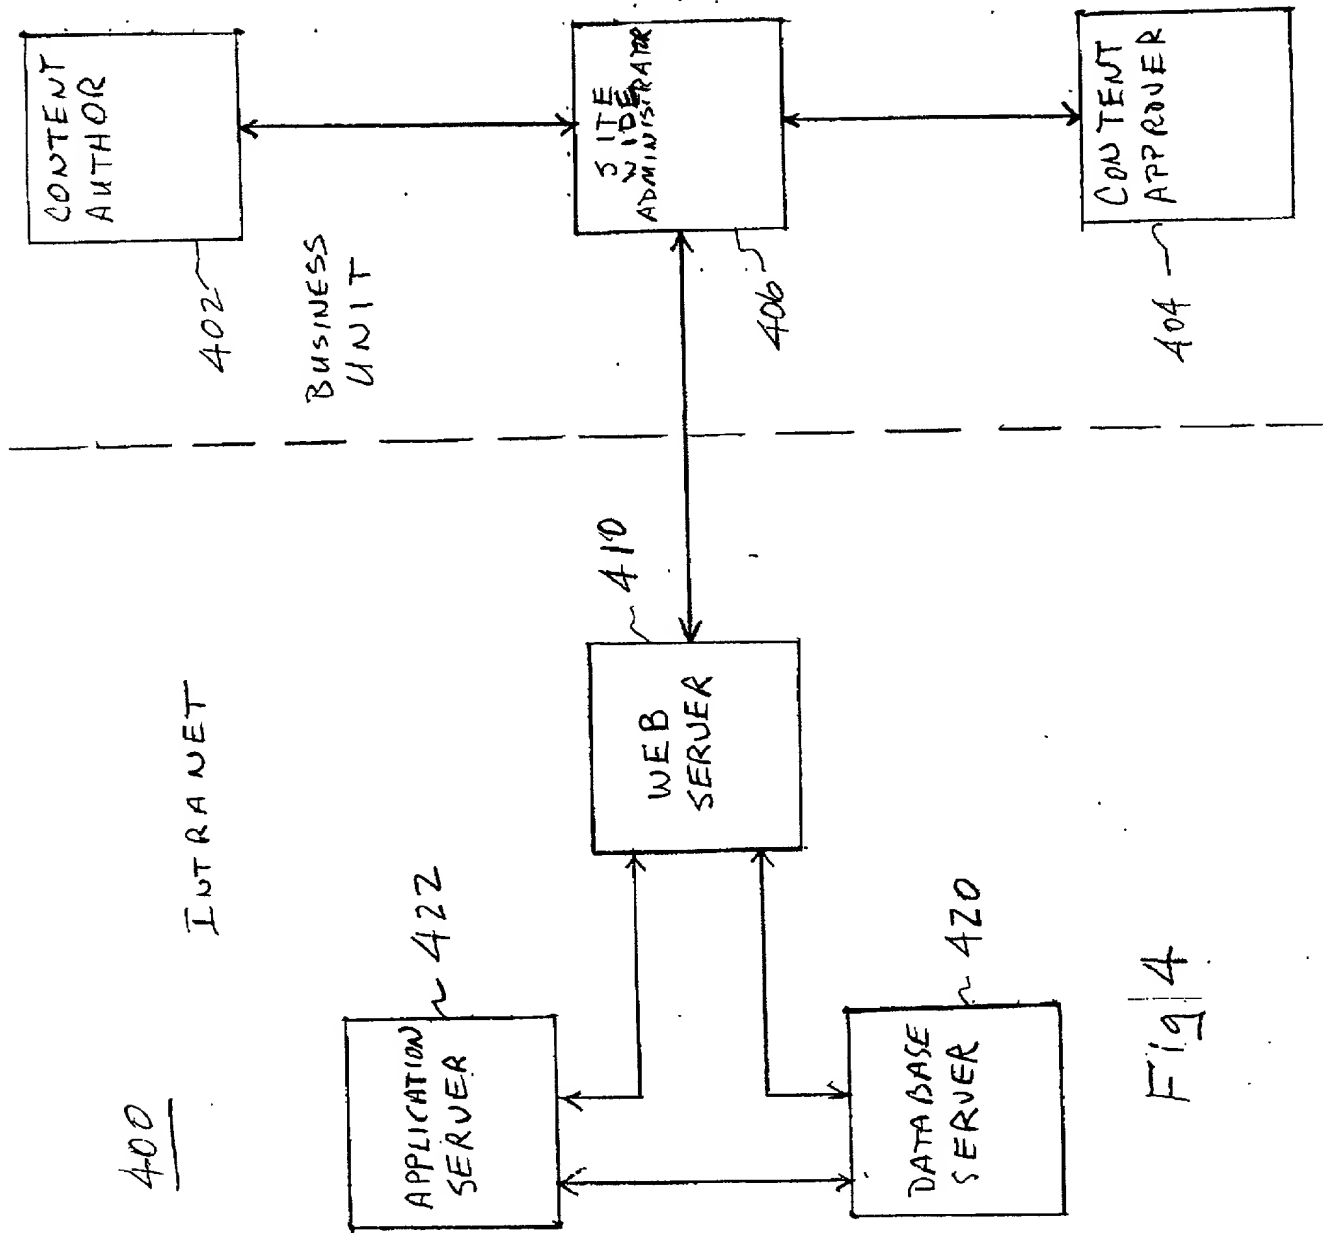 400
INTRANET
BUSINESS
UNIT
APPLICATION
SERVER
422
DATABASE
SERVER
420
WEB
SERVER
410
CONTENT
AUTHOR
402
SITE
WIDE
ADMINISTRATOR
406
CONTENT
APPROVER
404
Fig 4